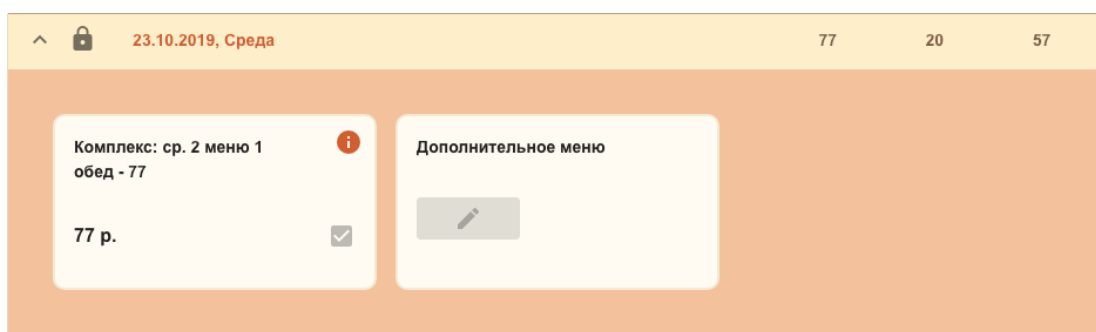 23.10.2019, Среда 77 20 57
Комплекс: ср. 2 меню 1
обед - 77
77 р.
Дополнительное меню